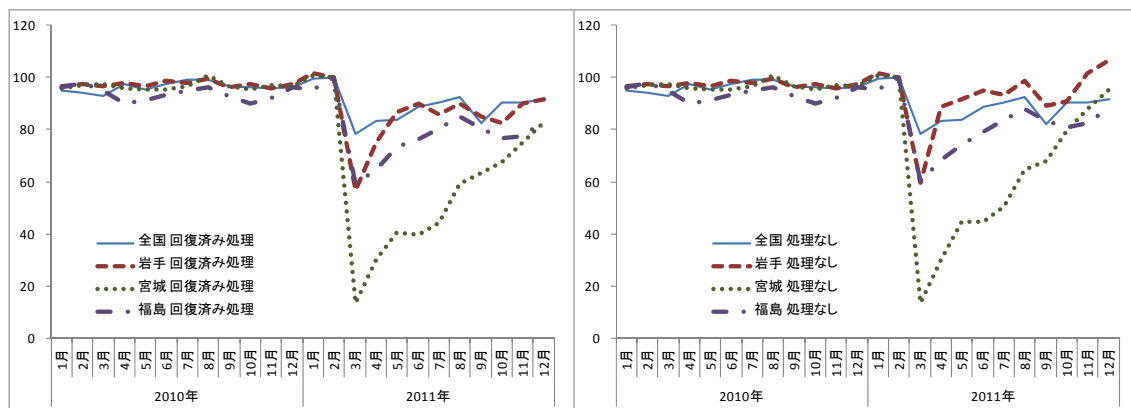 120
100
80
60
40
20
0
全国 回復済み処理
岩手 回復済み処理
宮城 回復済み処理
福島 回復済み処理
1月 2月 3月 4月 5月 6月 7月 8月 9月 10月 11月 12月 1月 2月 3月 4月 5月 6月 7月 8月 9月 10月 11月 12月
2010年 2011年
120
100
80
60
40
20
0
全国 処理なし
岩手 処理なし
宮城 処理なし
福島 処理なし
1月 2月 3月 4月 5月 6月 7月 8月 9月 10月 11月 12月 1月 2月 3月 4月 5月 6月 7月 8月 9月 10月 11月 12月
2010年 2011年